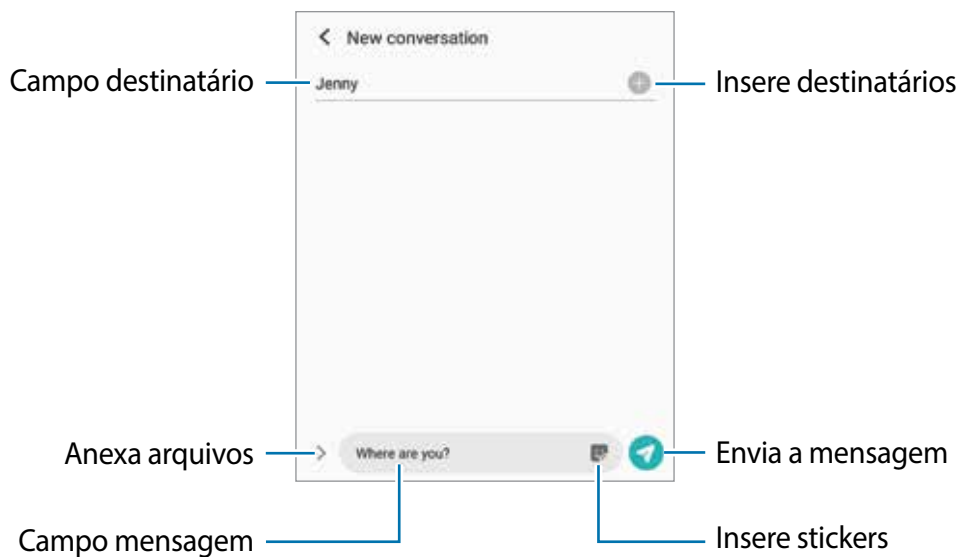 New conversation
Campo destinatário
Jenny
Insere destinatários
Anexa arquivos
Where are you?
Envia a mensagem
Campo mensagem
Insere stickers